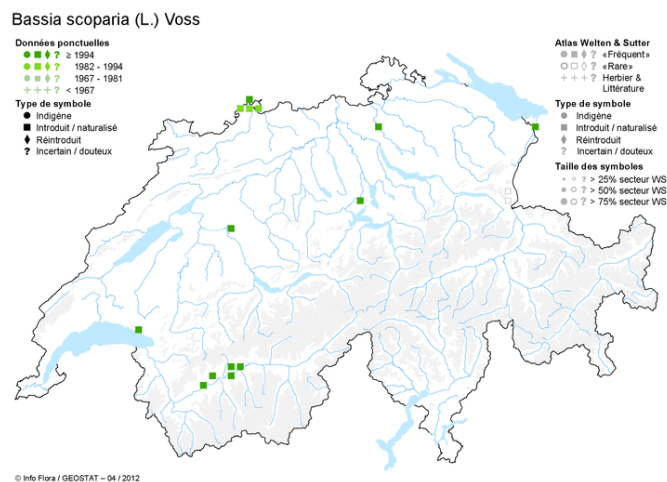 Bassia scoparia (L.) Voss
Données ponctuelles
? ≥ 1994
? 1982 - 1994
? 1967 - 1981
? < 1967
Type de symbole
Indigène
Introduit / naturalisé
Réintroduit
? Incertain / douteux
Atlas Welten & Sutter
? «Fréquent»
? «Rare»
? Herbier &
Littérature
Type de symbole
Indigène
Introduit / naturalisé
Réintroduit
? Incertain / douteux
Taille des symboles
? > 25% secteur WS
? > 50% secteur WS
? > 75% secteur WS
© Info Flora / GEOSTAT – 04 / 2012